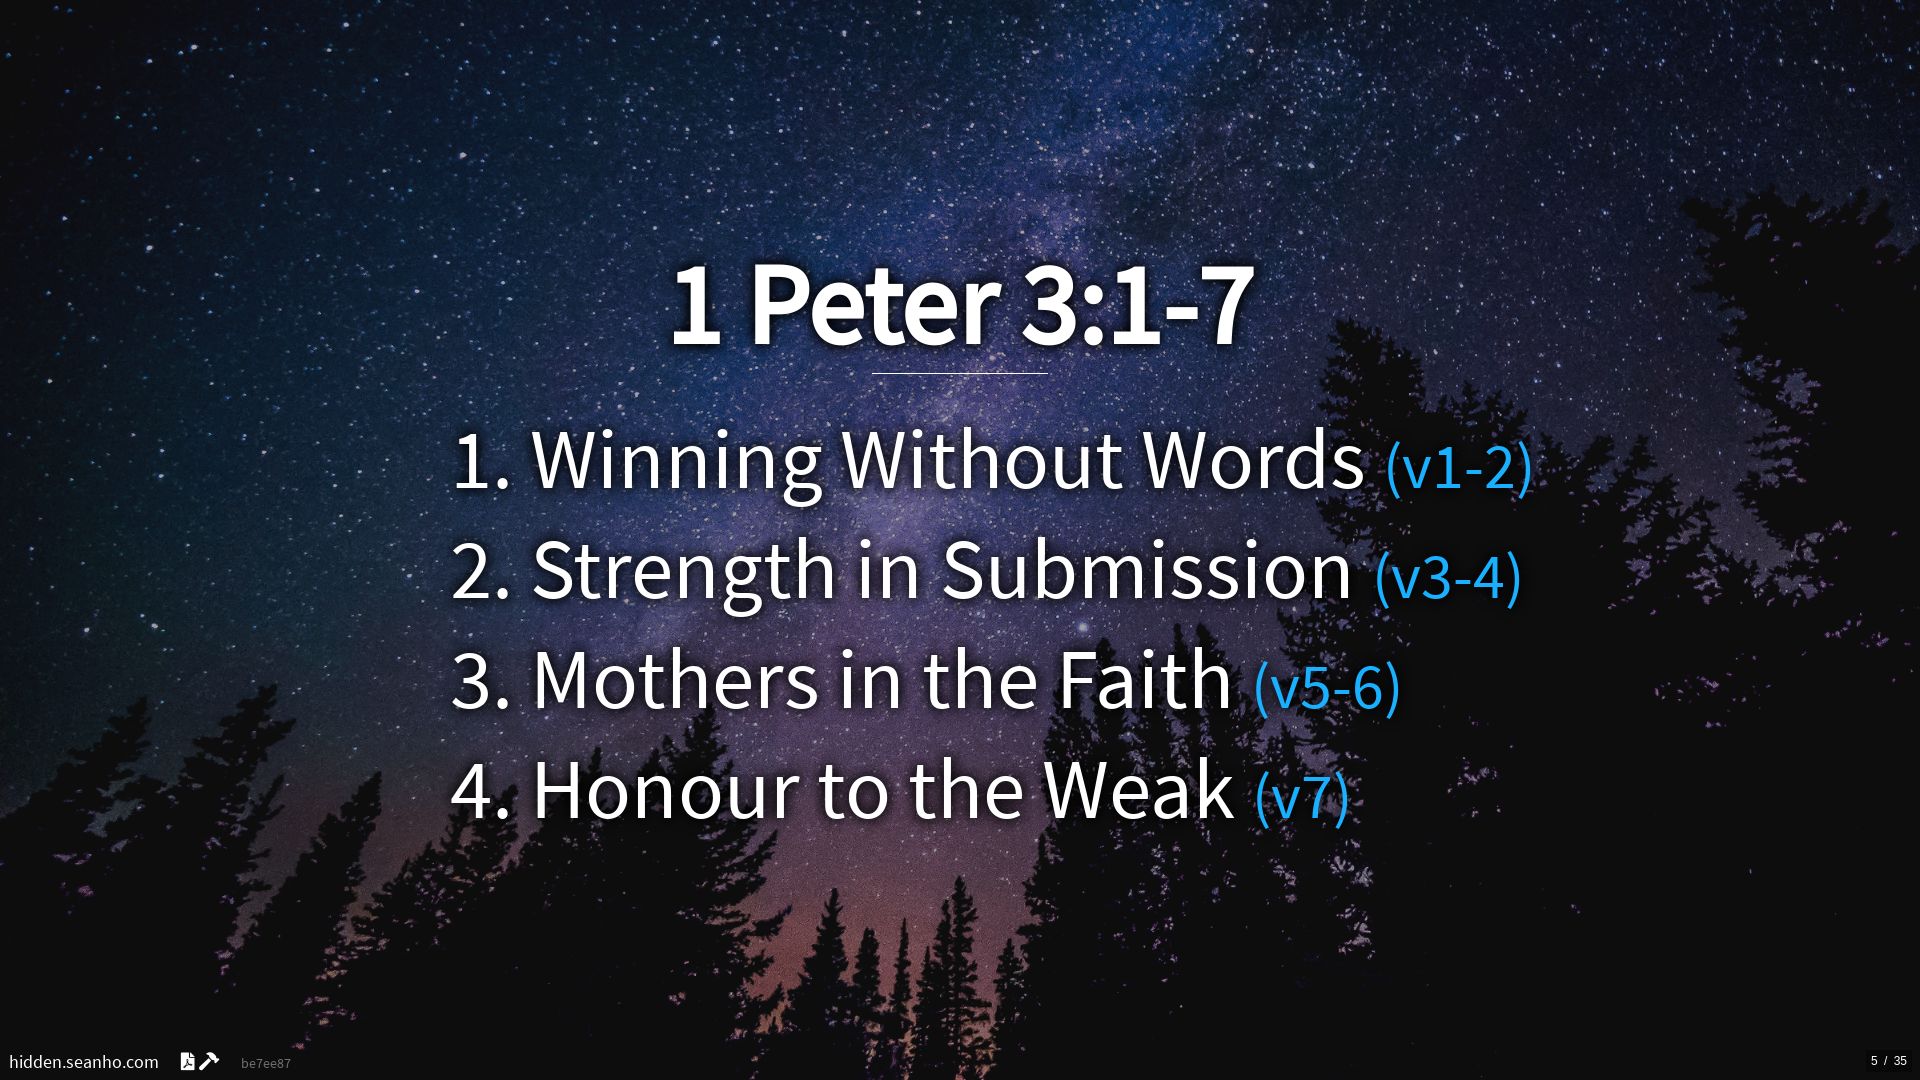 1 Peter 3:1-7
1. Winning Without Words (v1-2)
2. Strength in Submission (v3-4)
3. Mothers in the Faith (v5-6)
4. Honour to the Weak (v7)
hidden.seanho.com be7ee87
5 / 35